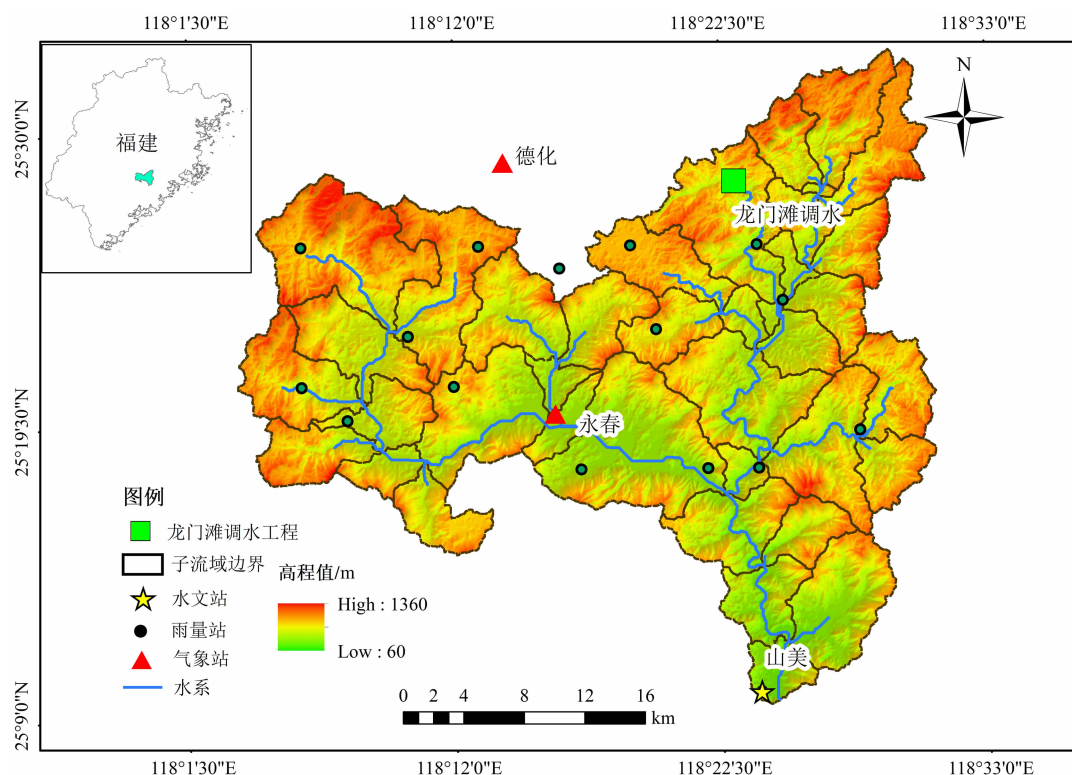 118°1'30"E 118°12'0"E 118°22'30"E 118°33'0"E
25°30'0"N
25°19'30"N
25°9'0"N
福建
N
德化
龙门滩调水
永春
山美
图例
龙门滩调水工程
子流域边界
水文站
雨量站
气象站
水系
高程值/m
High : 1360
Low : 60
0 2 4 8 12 16
km
118°1'30"E 118°12'0"E 118°22'30"E 118°33'0"E